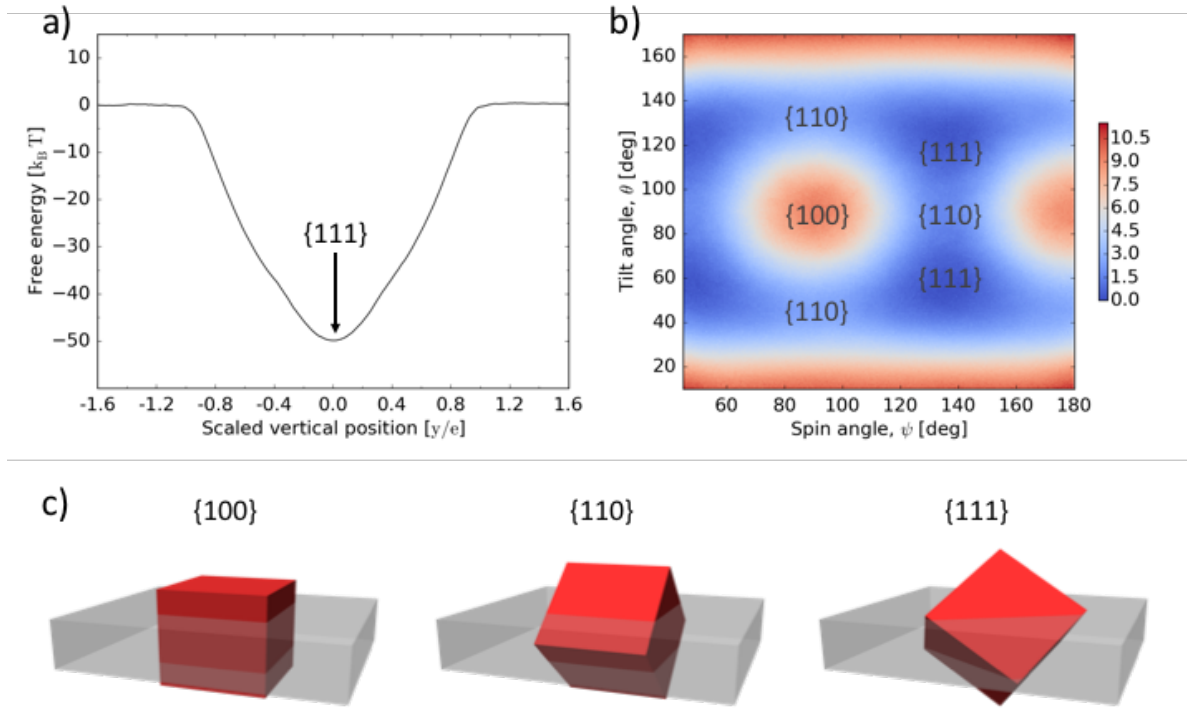 a)
Free energy [k_B T]
10
0
−10
−20
−30
−40
−50
{111}
-1.6 -1.2 -0.8 -0.4 0.0 0.4 0.8 1.2 1.6
Scaled vertical position [y/e]
b)
Tilt angle, θ [deg]
160
140
120
100
80
60
40
20
{110}
{111}
{100} {110}
{111}
{110}
60 80 100 120 140 160 180
Spin angle, ψ [deg]
10.5
9.0
7.5
6.0
4.5
3.0
1.5
0.0
c)
{100} {110} {111}